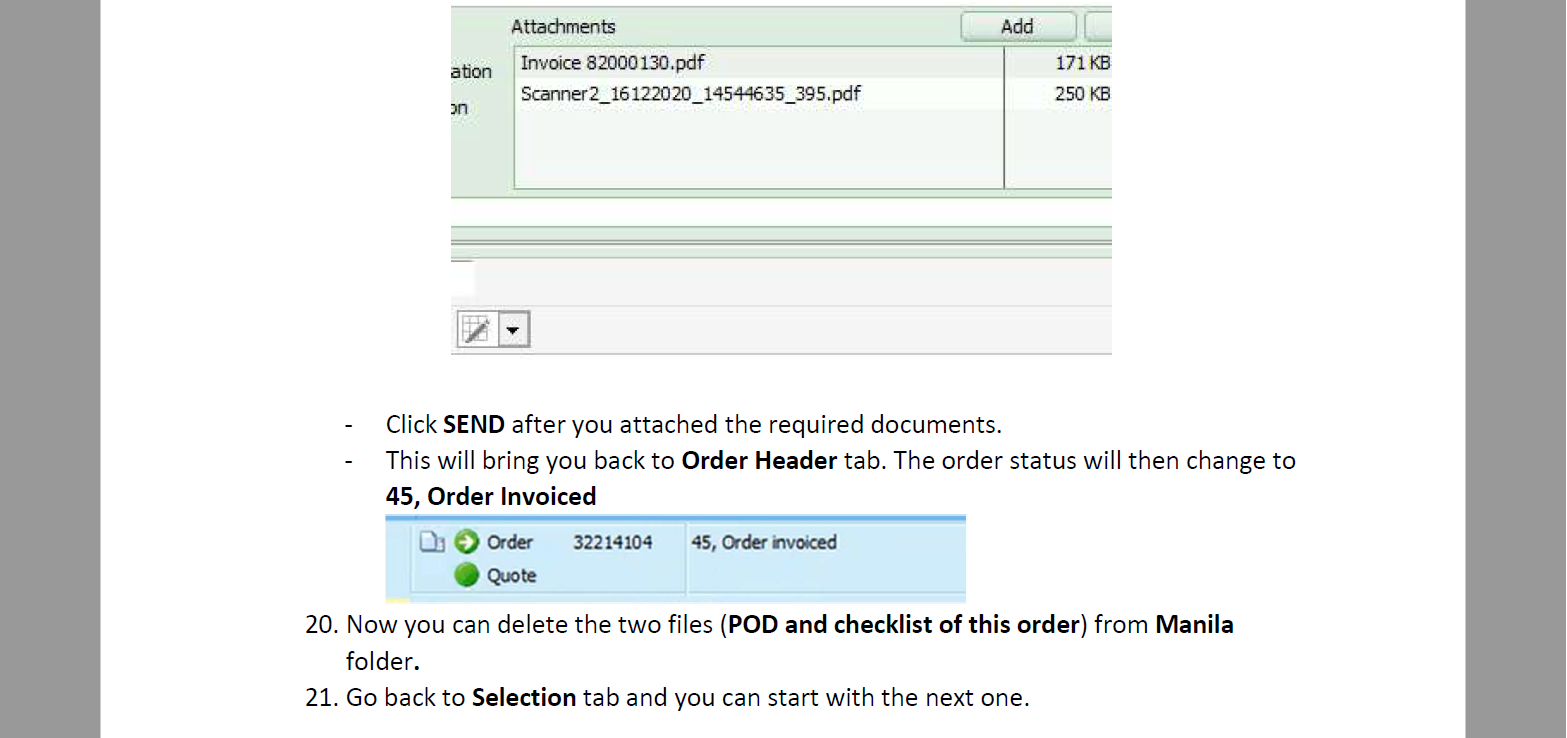 Attachments Add
ation Invoice 82000130.pdf 171 KB
on Scanner2_16122020_14544635_395.pdf 250 KB
- Click SEND after you attached the required documents.
- This will bring you back to Order Header tab. The order status will then change to
45, Order Invoiced
Order 32214104 45, Order invoiced
Quote
20. Now you can delete the two files (POD and checklist of this order) from Manila
folder.
21. Go back to Selection tab and you can start with the next one.